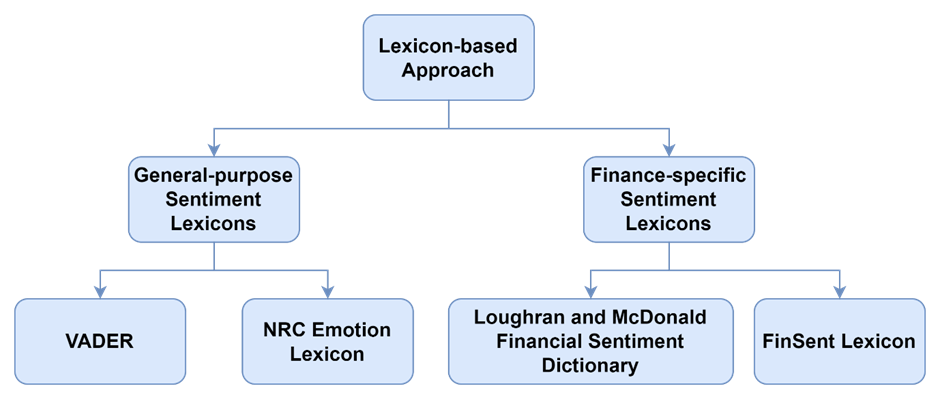 Lexicon-based
Approach
General-purpose
Sentiment
Lexicons
Finance-specific
Sentiment
Lexicons
VADER
NRC Emotion
Lexicon
Loughran and McDonald
Financial Sentiment
Dictionary
FinSent Lexicon